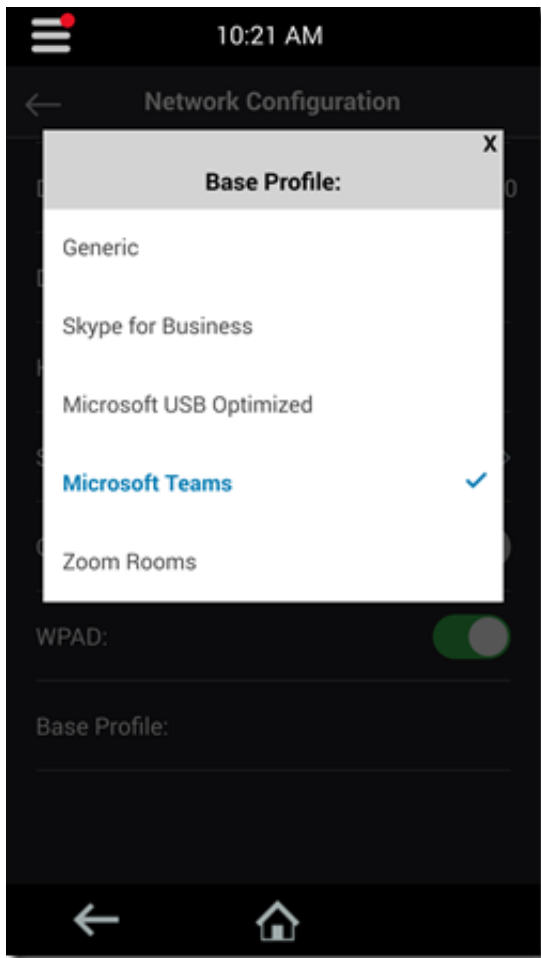 10:21 AM
Network Configuration
X
Base Profile:
0
Generic
Skype for Business
Microsoft USB Optimized
Microsoft Teams
Zoom Rooms
WPAD:
Base Profile: